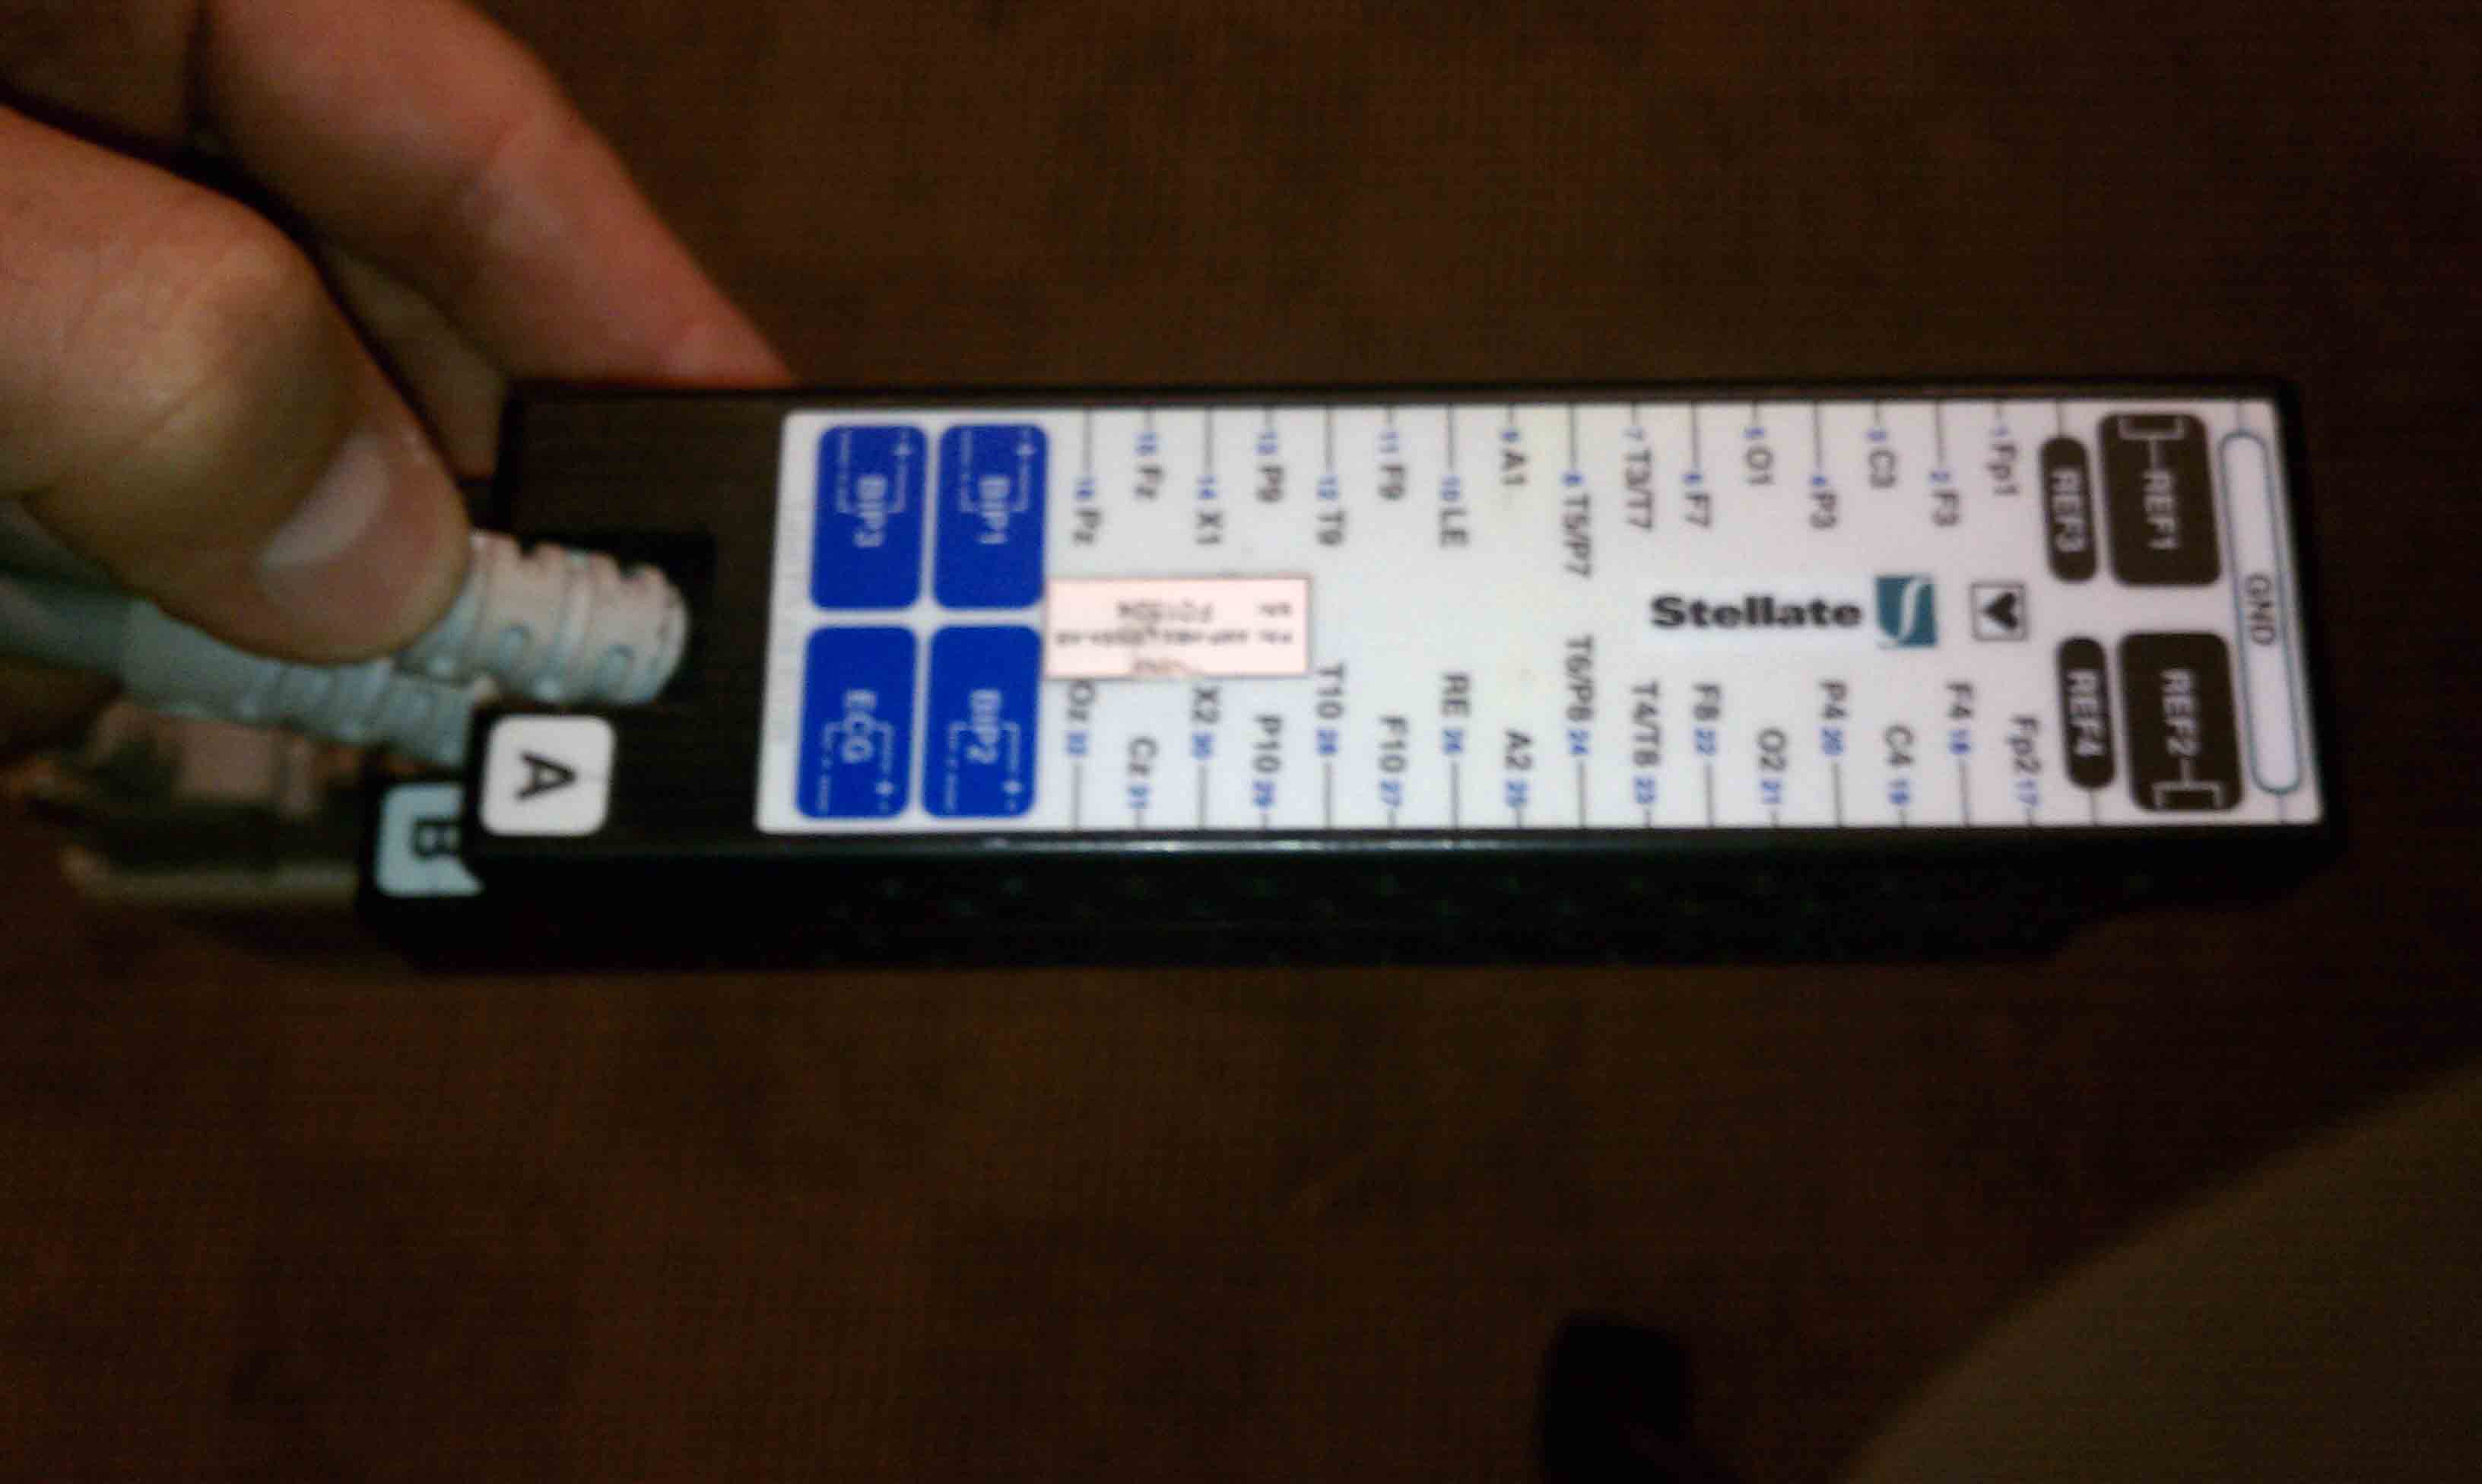 GND
REF1 REF2
REF3 REF4
1 Fp1 Fp2 17
2 F3 F4 18
3 C3 C4 19
4 P3 P4 20
5 O1 O2 21
6 F7 F8 22
7 T3/T7 T4/T8 23
8 T5/P7 T6/P8 24
9 A1 A2 25
10 LE RE 26
11 F9 F10 27
12 T9 T10 28
13 P9 P10 29
14 X1 X2 30
15 Fz Cz 31
16 Pz Oz 32
Stellate
BIP1 BIP2
BIP3 ECG
A
B